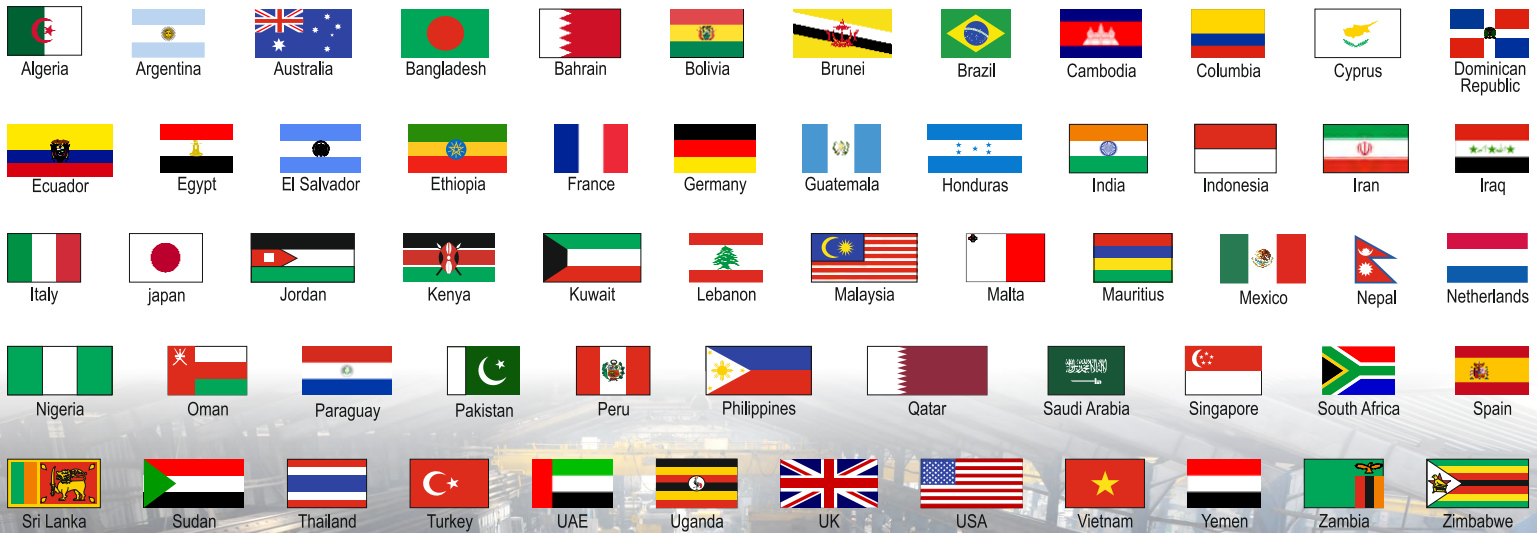 Algeria
Argentina
Australia
Bangladesh
Bahrain
Bolivia
Brunei
Brazil
Cambodia
Columbia
Cyprus
Dominican
Republic
Ecuador
Egypt
El Salvador
Ethiopia
France
Germany
Guatemala
Honduras
India
Indonesia
Iran
Iraq
Italy
japan
Jordan
Kenya
Kuwait
Lebanon
Malaysia
Malta
Mauritius
Mexico
Nepal
Netherlands
Nigeria
Oman
Paraguay
Pakistan
Peru
Philippines
Qatar
Saudi Arabia
Singapore
South Africa
Spain
Sri Lanka
Sudan
Thailand
Turkey
UAE
Uganda
UK
USA
Vietnam
Yemen
Zambia
Zimbabwe